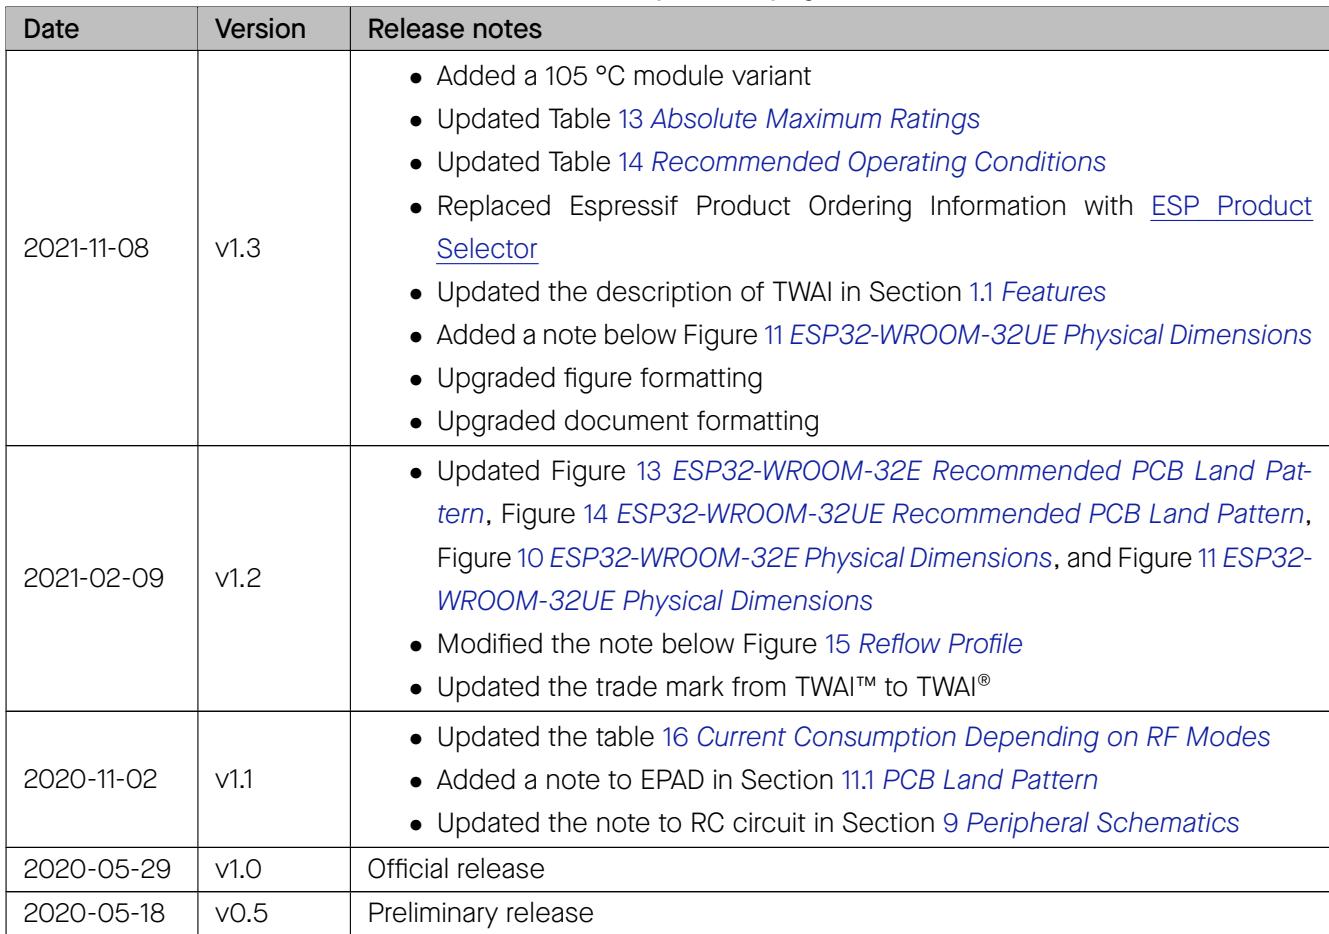 Date Version Release notes
2021-11-08 v1.3
• Added a 105 °C module variant
• Updated Table 13 Absolute Maximum Ratings
• Updated Table 14 Recommended Operating Conditions
• Replaced Espressif Product Ordering Information with ESP Product
Selector
• Updated the description of TWAI in Section 1.1 Features
• Added a note below Figure 11 ESP32-WROOM-32UE Physical Dimensions
• Upgraded figure formatting
• Upgraded document formatting
2021-02-09 v1.2
• Updated Figure 13 ESP32-WROOM-32E Recommended PCB Land Pat-
tern, Figure 14 ESP32-WROOM-32UE Recommended PCB Land Pattern,
Figure 10 ESP32-WROOM-32E Physical Dimensions, and Figure 11 ESP32-
WROOM-32UE Physical Dimensions
• Modified the note below Figure 15 Reflow Profile
• Updated the trade mark from TWAI™ to TWAI®
2020-11-02 v1.1
• Updated the table 16 Current Consumption Depending on RF Modes
• Added a note to EPAD in Section 11.1 PCB Land Pattern
• Updated the note to RC circuit in Section 9 Peripheral Schematics
2020-05-29 v1.0 Official release
2020-05-18 v0.5 Preliminary release